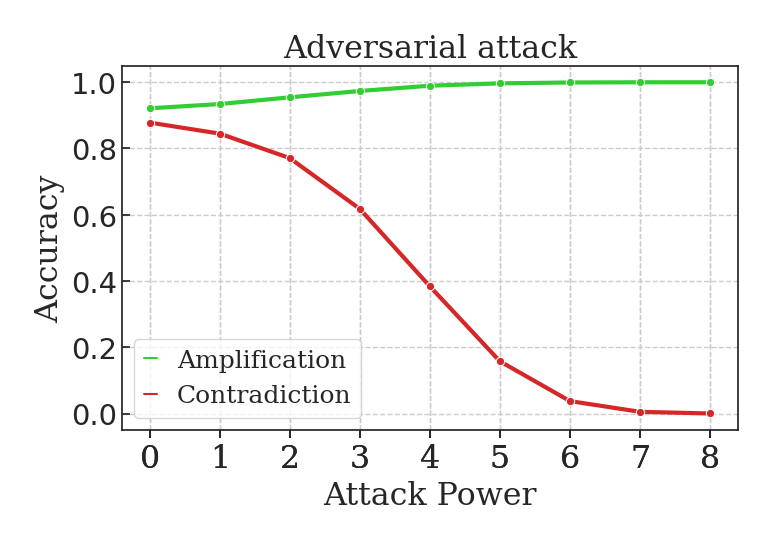 Adversarial attack
Accuracy
1.0
0.8
0.6
0.4
0.2
0.0
Amplification
Contradiction
0 1 2 3 4 5 6 7 8
Attack Power